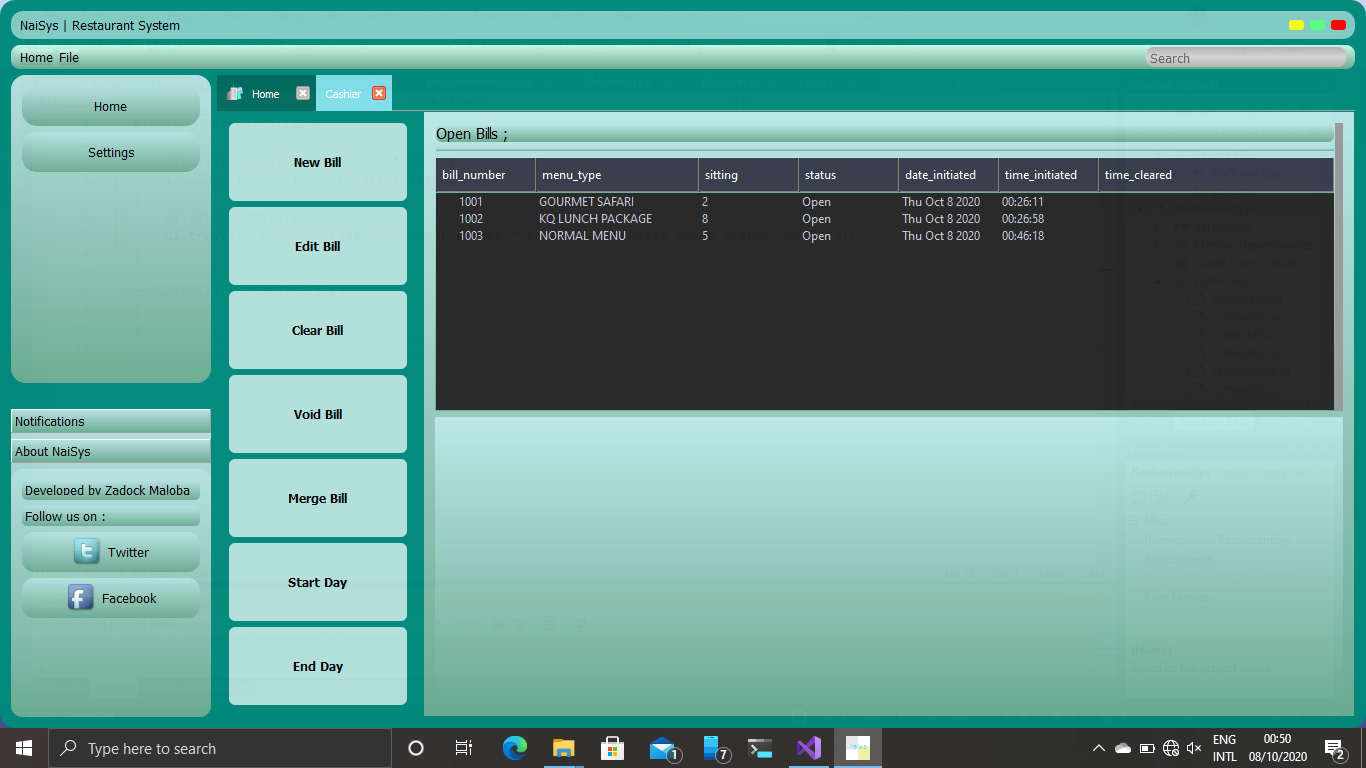 NaiSys | Restaurant System
Home File
Search
Home
Settings
Notifications
About NaiSys
Developed by Zadock Maloba
Follow us on :
Twitter
Facebook
Home
Cashier
New Bill
Edit Bill
Clear Bill
Void Bill
Merge Bill
Start Day
End Day
Open Bills ;
bill_number menu_type sitting status date_initiated time_initiated time_cleared
1001 GOURMET SAFARI 2 Open Thu Oct 8 2020 00:26:11
1002 KQ LUNCH PACKAGE 8 Open Thu Oct 8 2020 00:26:58
1003 NORMAL MENU 5 Open Thu Oct 8 2020 00:46:18
Type here to search
1
7
ENG
INTL
00:50
08/10/2020
2